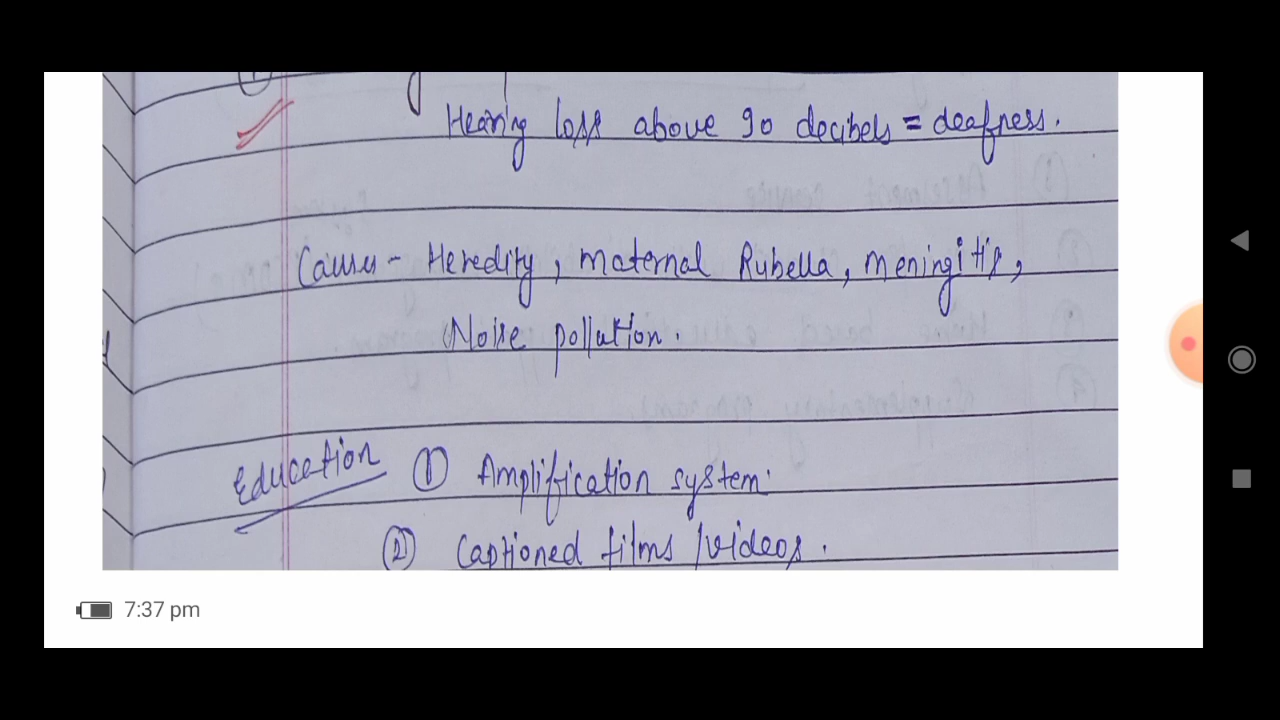 Hearing loss above 90 decibels = deafness.
Causes - Heredity, maternal Rubella, meningitis,
Noise pollution.
Education ① Amplification system.
② Captioned films /videos.
7:37 pm